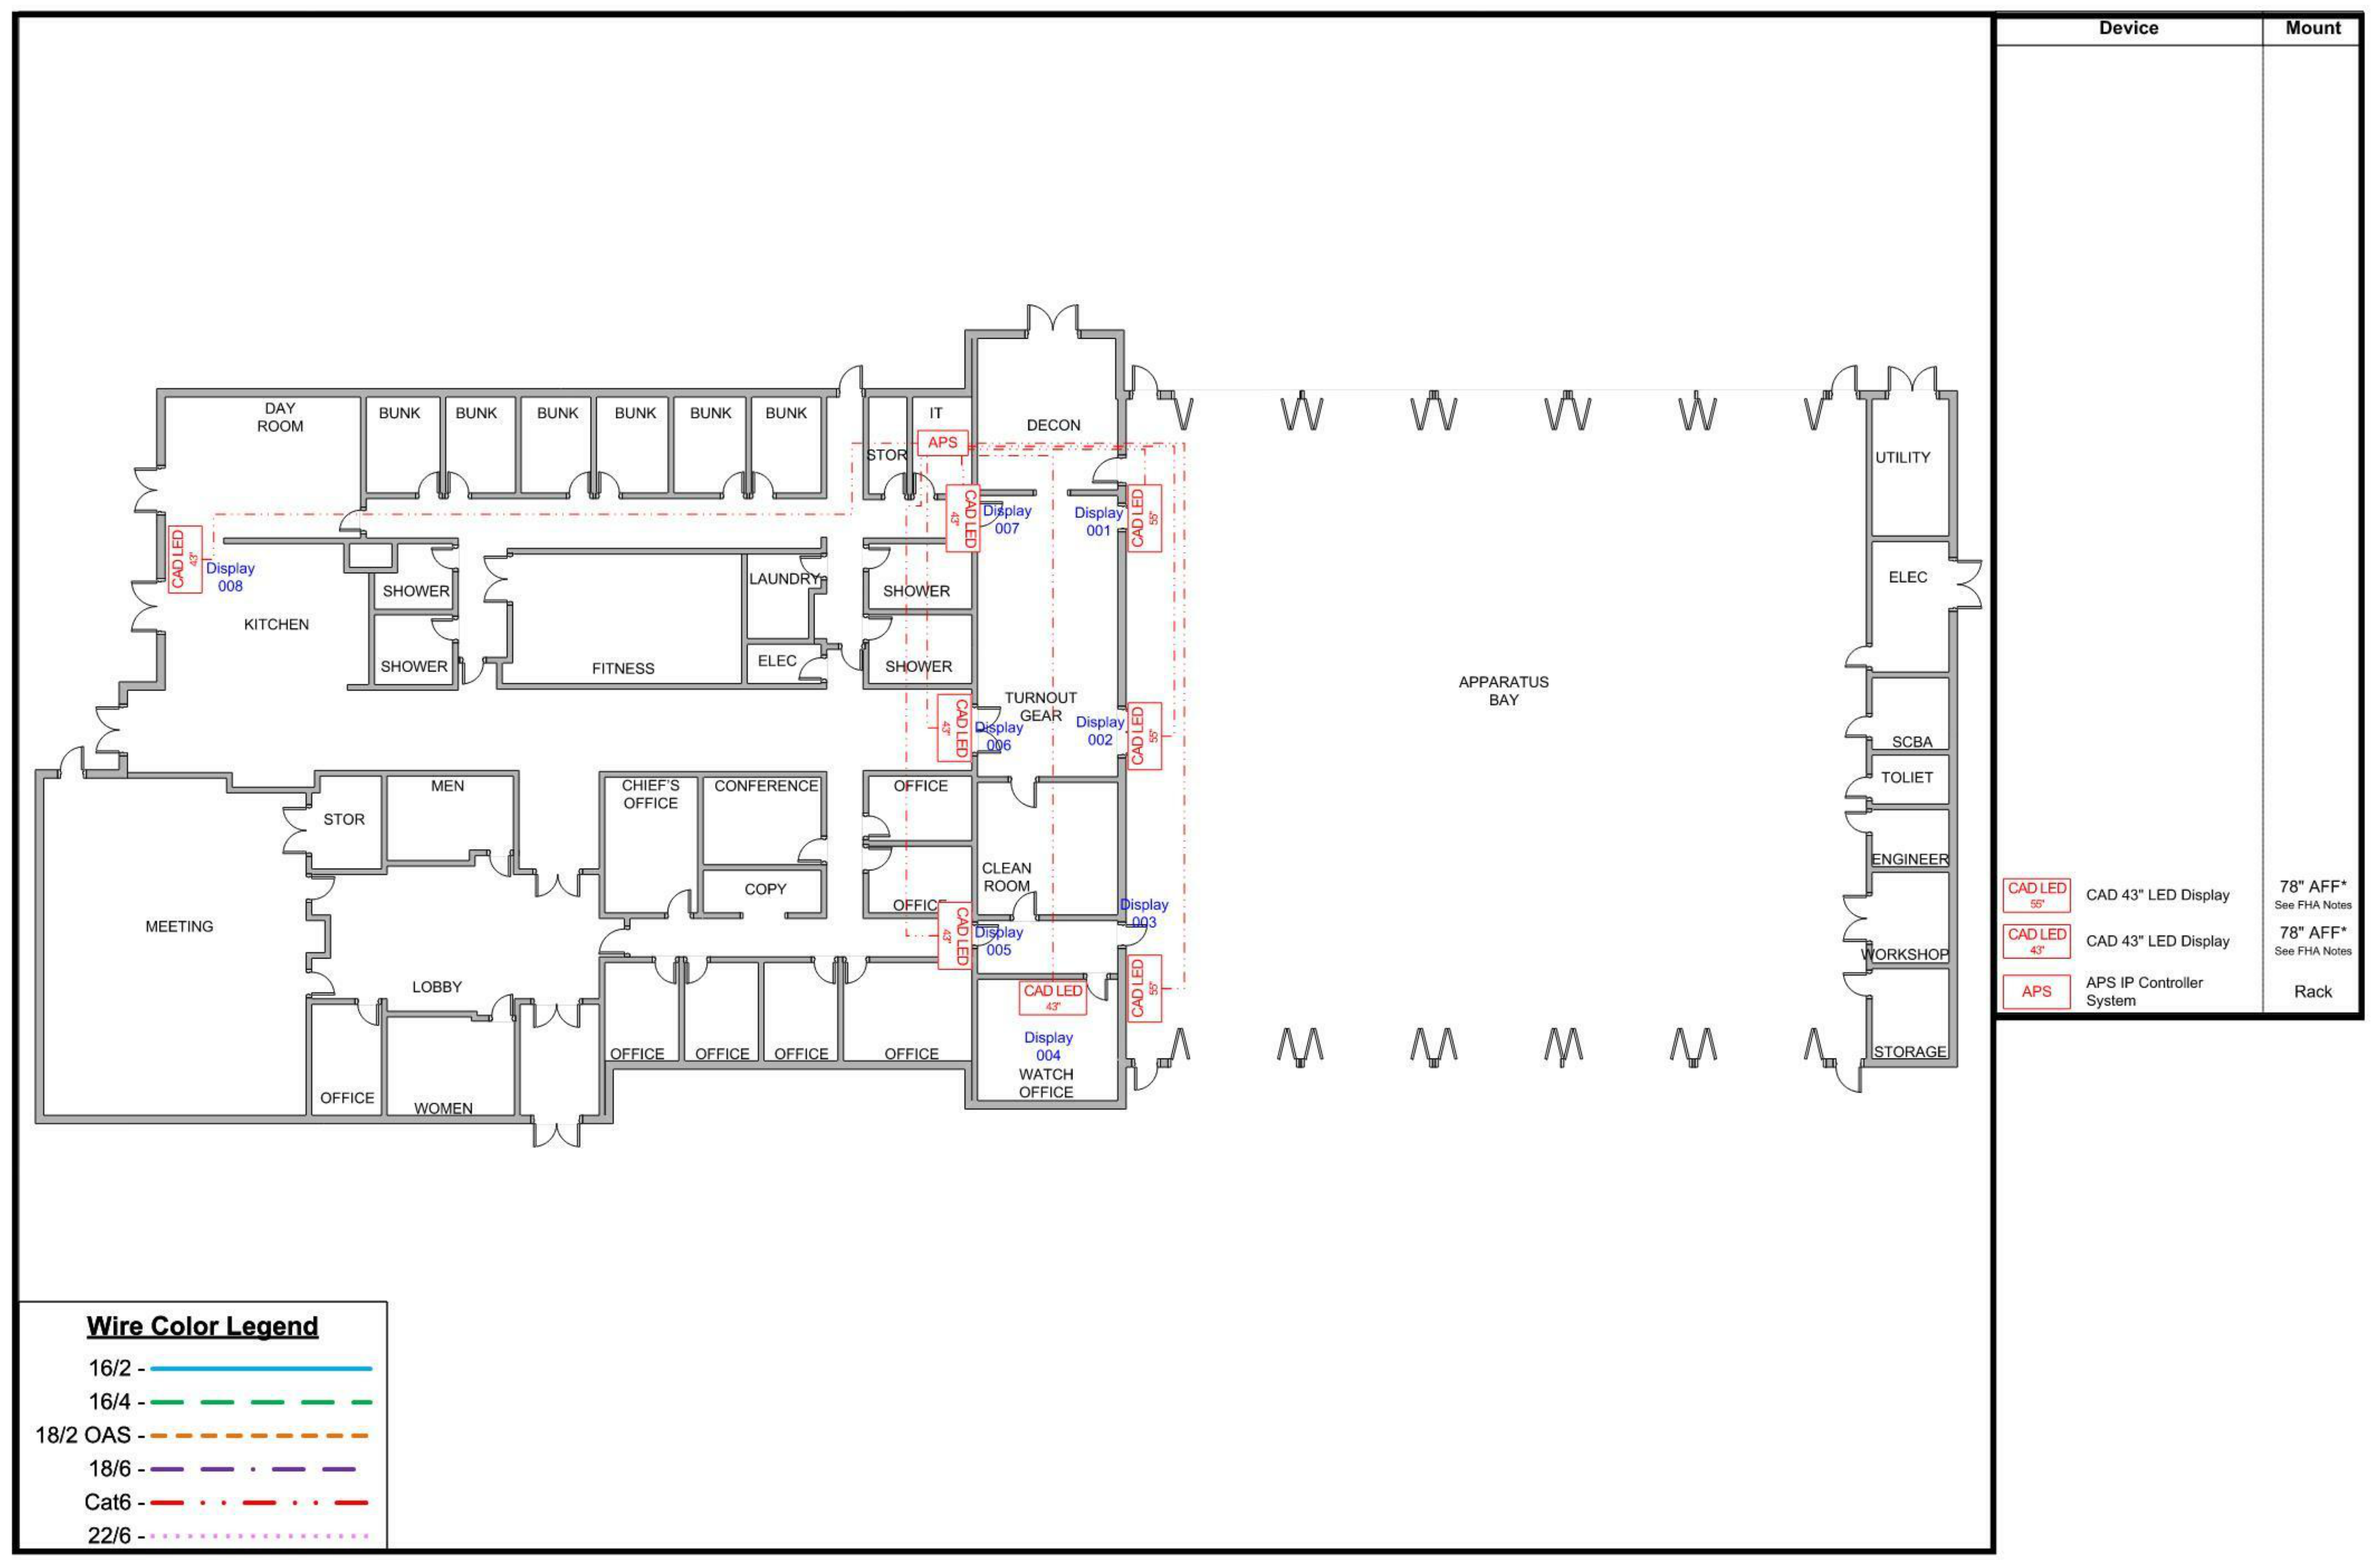 Device
Mount
DAY
ROOM
BUNK
BUNK
BUNK
BUNK
BUNK
BUNK
IT
STOR
APS
DECON
UTILITY
CAD LED
43"
Display
007
Display
001
CAD LED
55"
CAD LED
43"
Display
008
KITCHEN
SHOWER
SHOWER
FITNESS
LAUNDRY
ELEC
SHOWER
SHOWER
ELEC
TURNOUT
GEAR
APPARATUS
BAY
CAD LED
43"
Display
006
Display
002
CAD LED
55"
SCBA
TOLIET
ENGINEER
WORKSHOP
STORAGE
MEN
STOR
CHIEF'S
OFFICE
CONFERENCE
COPY
OFFICE
OFFICE
CLEAN
ROOM
Display
003
CAD LED
55"
CAD LED
43"
Display
005
MEETING
LOBBY
OFFICE
WOMEN
OFFICE
OFFICE
OFFICE
OFFICE
CAD LED
43"
Display
004
WATCH
OFFICE
CAD LED
55"
CAD 43" LED Display
78" AFF*
See FHA Notes
CAD LED
43"
CAD 43" LED Display
78" AFF*
See FHA Notes
APS
APS IP Controller
System
Rack
Wire Color Legend
16/2 -
16/4 -
18/2 OAS -
18/6 -
Cat6 -
22/6 -